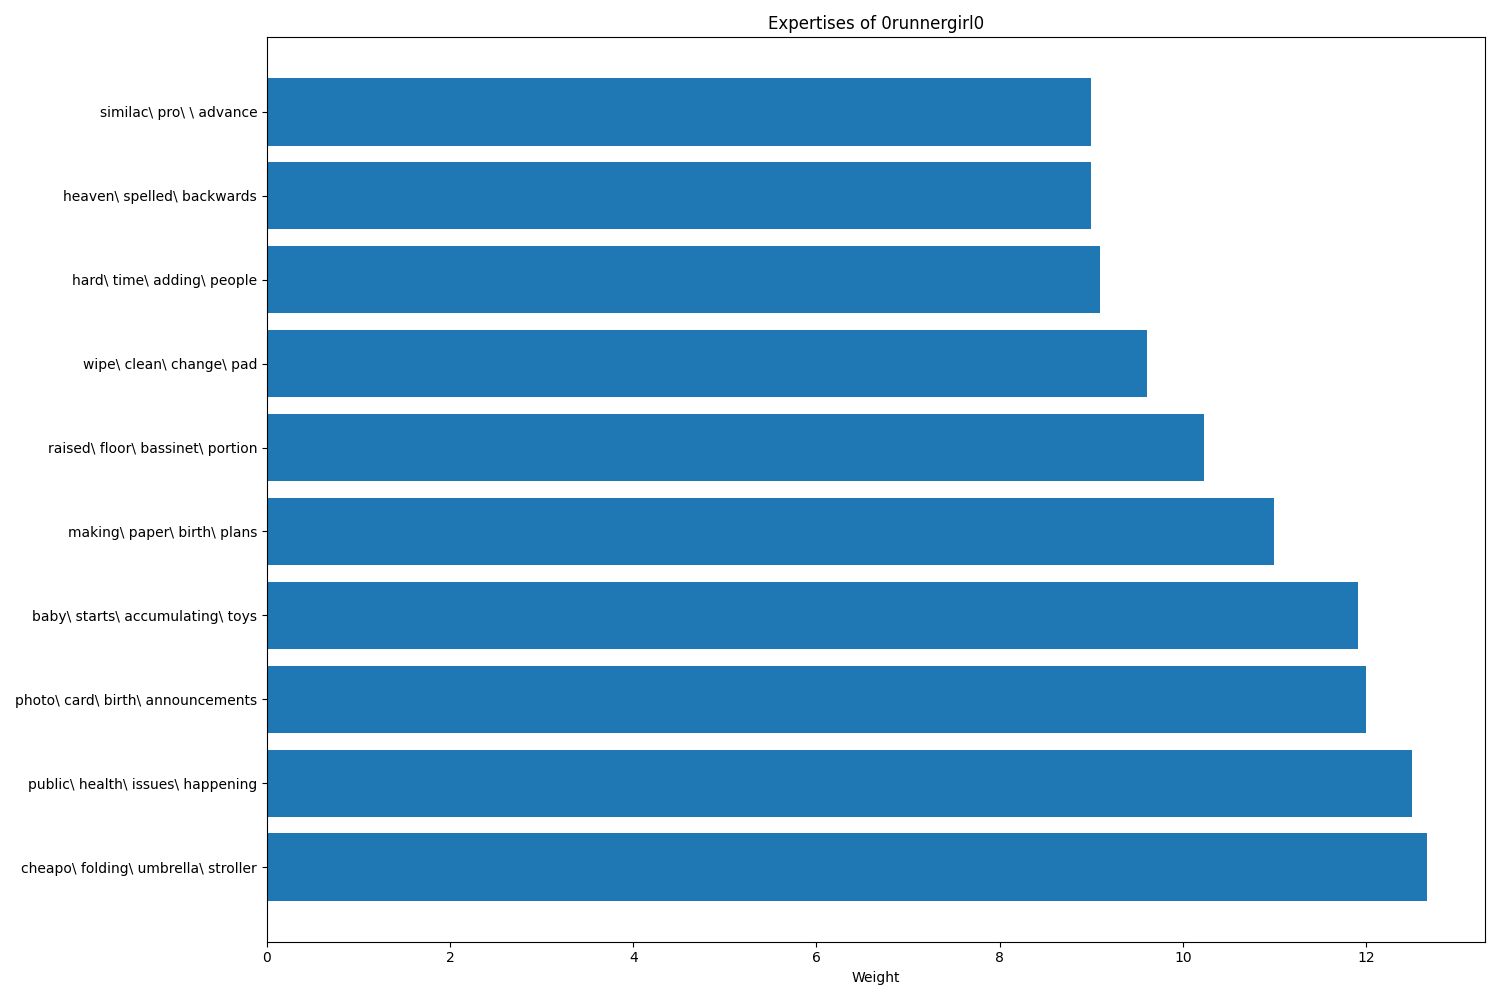 Expertises of 0runnergirl0
similac\ pro\ \ advance
heaven\ spelled\ backwards
hard\ time\ adding\ people
wipe\ clean\ change\ pad
raised\ floor\ bassinet\ portion
making\ paper\ birth\ plans
baby\ starts\ accumulating\ toys
photo\ card\ birth\ announcements
public\ health\ issues\ happening
cheapo\ folding\ umbrella\ stroller
0 2 4 6 8 10 12
Weight